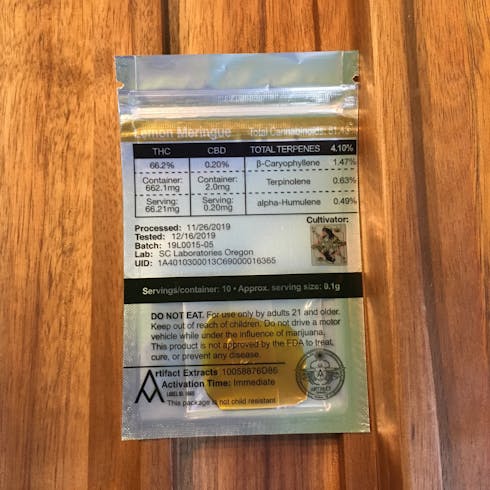 Lemon Meringue Total Cannabinoids: 81.4
THC CBD TOTAL TERPENES 4.10%
66.2% 0.20% β-Caryophyllene 1.47%
Container: Container: Terpinolene 0.63%
662.1mg 2.0mg
Serving: Serving: alpha-Humulene 0.49%
66.21mg 0.20mg
Cultivator:
Processed: 11/26/2019
Tested: 12/16/2019
Batch: 19L0015-05
Lab: SC Laboratories Oregon
UID: 1A4010300013C69000016365
Servings/container: 10 • Approx. serving size: 0.1g
DO NOT EAT. For use only by adults 21 and older.
Keep out of reach of children. Do not drive a motor
vehicle while under the influence of marijuana.
This product is not approved by the FDA to treat,
cure, or prevent any disease.
Artifact Extracts 10058876D86
Activation Time: Immediate
This package is not child resistant
ARTIFACT